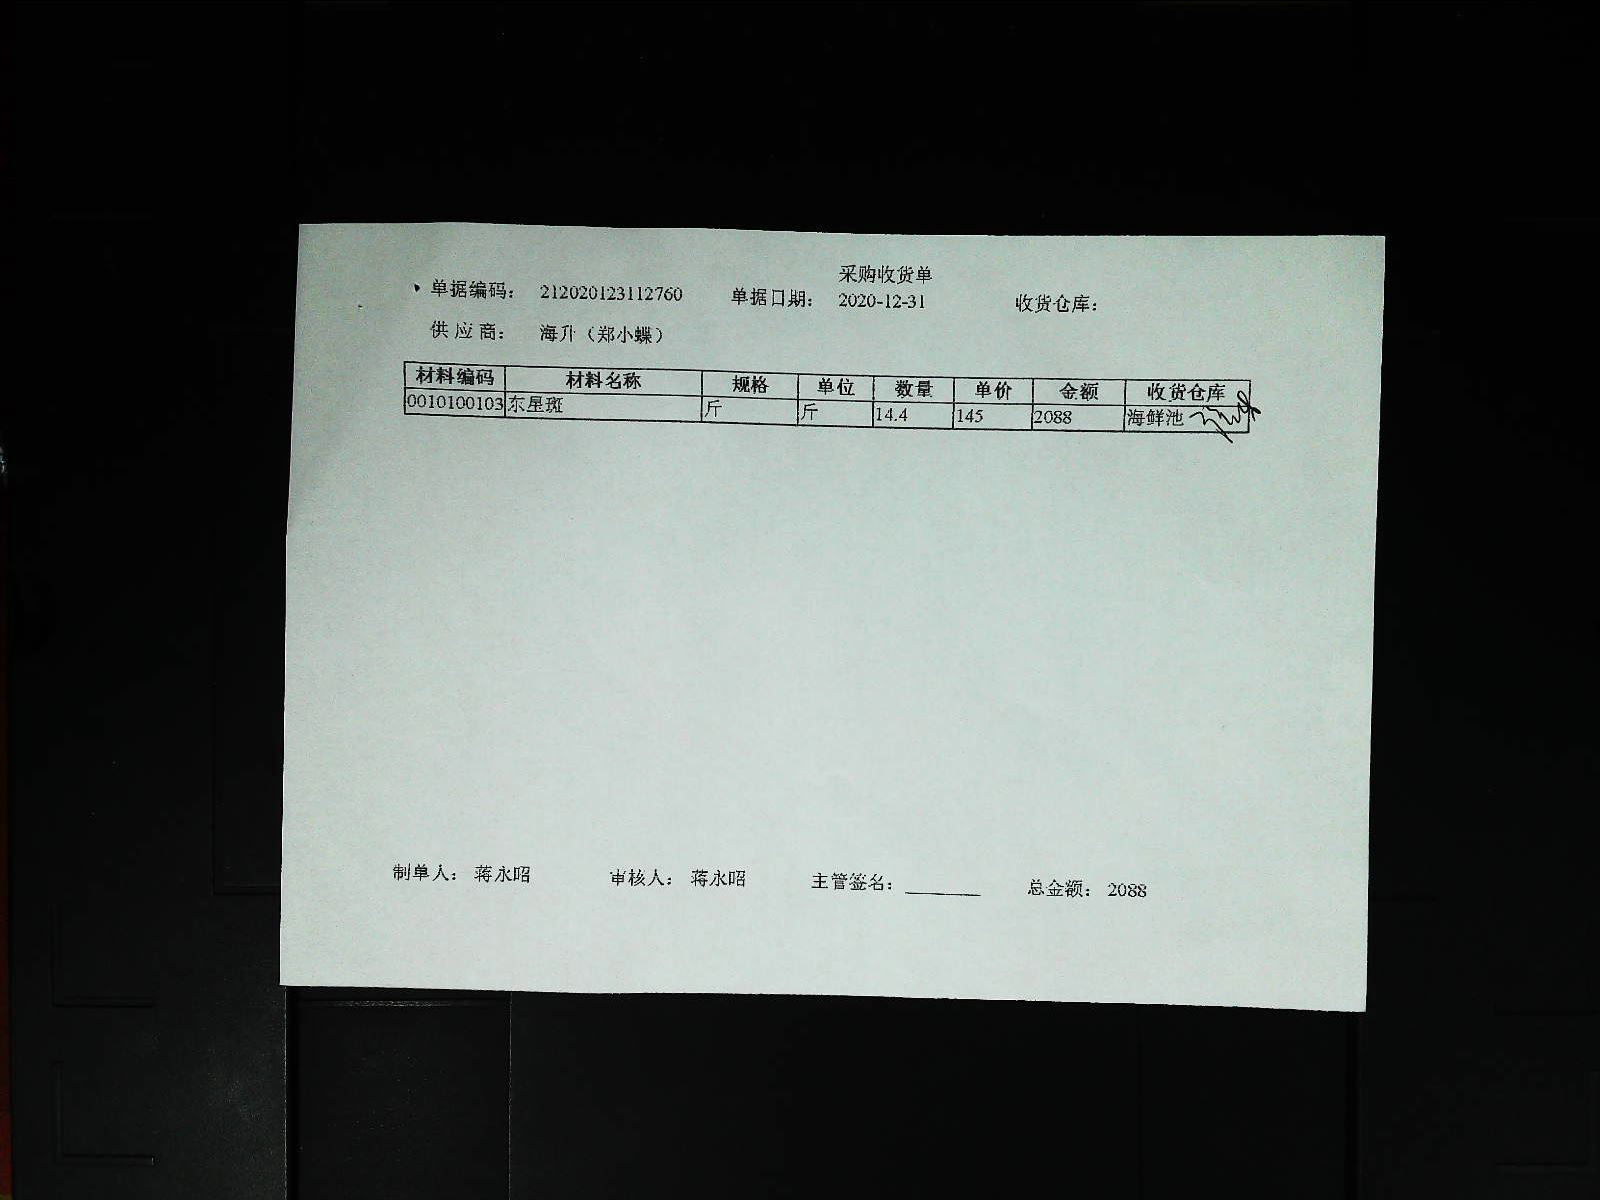 采购收货单
单据编码： 212020123112760 单据日期： 2020-12-31 收货仓库：
供应商： 海升（郑小蝶）
材料编码 材料名称 规格 单位 数量 单价 金额 收货仓库
0010100103 东星斑 斤 斤 14.4 145 2088 海鲜池
制单人： 蒋永昭 审核人： 蒋永昭 主管签名： 总金额： 2088